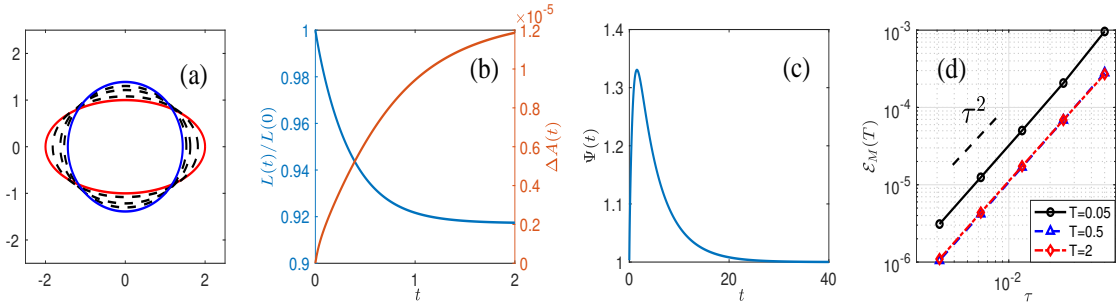 (a)
2
1
0
-1
-2
-2 -1 0 1 2
(b)
×10^-5
L(t)/L(0)
1
0.98
0.96
0.94
0.92
0.9
ΔA(t)
1.2
1
0.8
0.6
0.4
0.2
0
0 1 2
t
(c)
Ψ(t)
1.4
1.3
1.2
1.1
1
0 20 40
t
(d)
τ^2
ℰ_M(T)
10^-3
10^-4
10^-5
10^-6
T=0.05
T=0.5
T=2
10^-2
τ